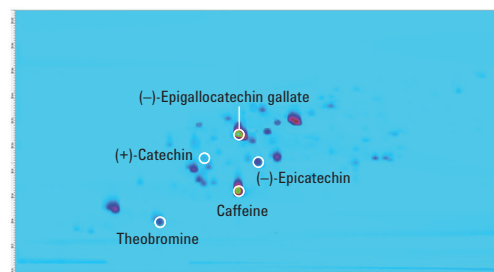 (–)-Epigallocatechin gallate
(+)-Catechin
(–)-Epicatechin
Caffeine
Theobromine